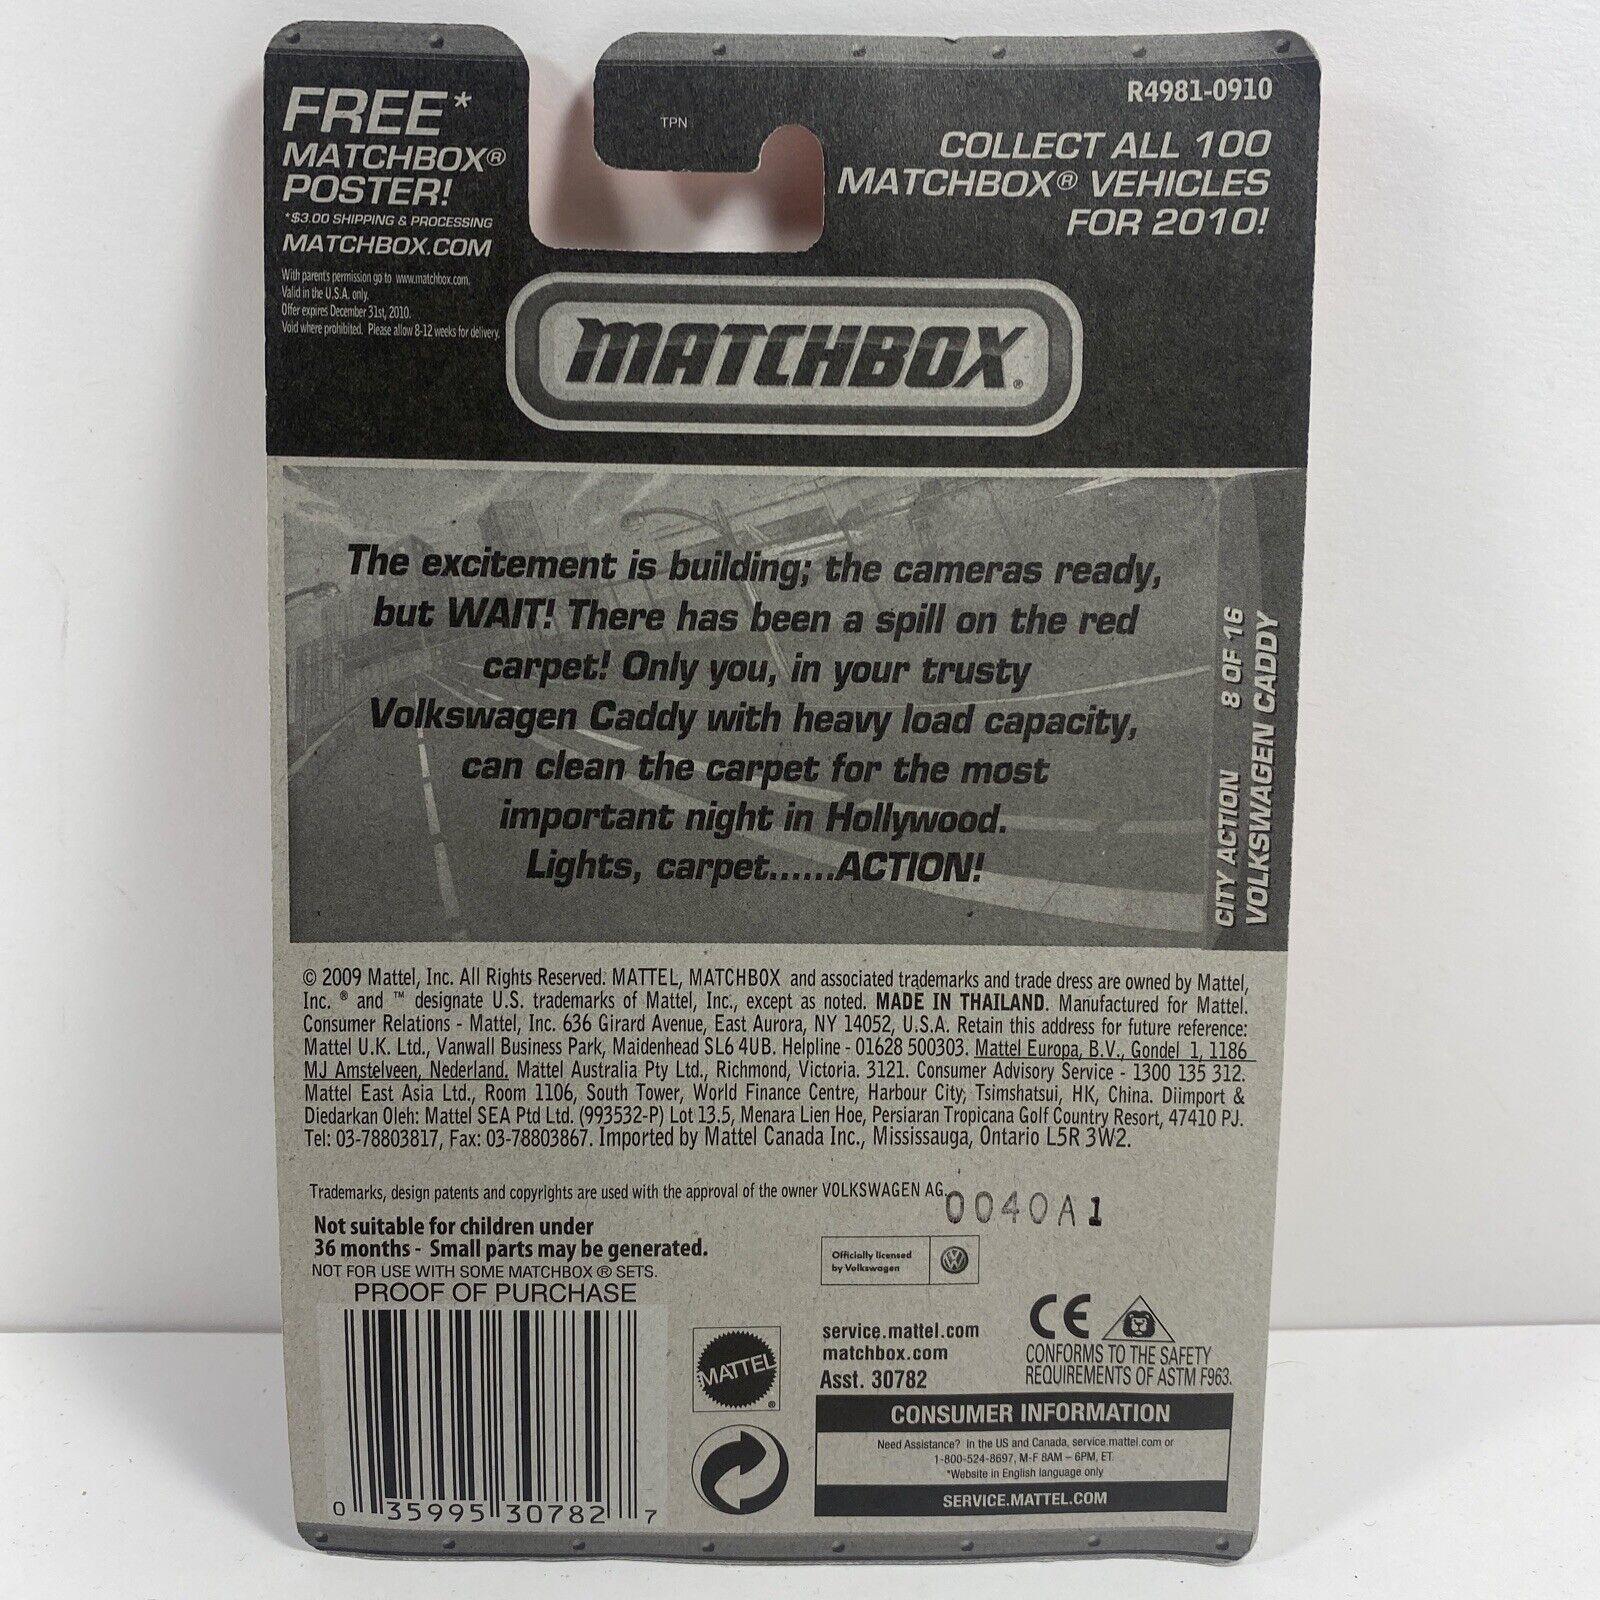 FREE*
MATCHBOX®
POSTER!
*$3.00 SHIPPING & PROCESSING
MATCHBOX.COM
With parent's permission go to www.matchbox.com.
Valid in the U.S.A. only.
Offer expires December 31st, 2010.
Void where prohibited. Please allow 8-12 weeks for delivery.
TPN
R4981-0910
COLLECT ALL 100
MATCHBOX® VEHICLES
FOR 2010!
MATCHBOX®
The excitement is building; the cameras ready,
but WAIT! There has been a spill on the red
carpet! Only you, in your trusty
Volkswagen Caddy with heavy load capacity,
can clean the carpet for the most
important night in Hollywood.
Lights, carpet......ACTION!
CITY ACTION 8 OF 16
VOLKSWAGEN CADDY
© 2009 Mattel, Inc. All Rights Reserved. MATTEL, MATCHBOX and associated trademarks and trade dress are owned by Mattel,
Inc. ® and ™ designate U.S. trademarks of Mattel, Inc., except as noted. MADE IN THAILAND. Manufactured for Mattel.
Consumer Relations - Mattel, Inc. 636 Girard Avenue, East Aurora, NY 14052, U.S.A. Retain this address for future reference:
Mattel U.K. Ltd., Vanwall Business Park, Maidenhead SL6 4UB. Helpline - 01628 500303. Mattel Europa, B.V., Gondel 1, 1186
MJ Amstelveen, Nederland. Mattel Australia Pty Ltd., Richmond, Victoria. 3121. Consumer Advisory Service - 1300 135 312.
Mattel East Asia Ltd., Room 1106, South Tower, World Finance Centre, Harbour City, Tsimshatsui, HK, China. Diimport &
Diedarkan Oleh: Mattel SEA Ptd Ltd. (993532-P) Lot 13.5, Menara Lien Hoe, Persiaran Tropicana Golf Country Resort, 47410 PJ.
Tel: 03-78803817, Fax: 03-78803867. Imported by Mattel Canada Inc., Mississauga, Ontario L5R 3W2.
Trademarks, design patents and copyrights are used with the approval of the owner VOLKSWAGEN AG.
0040A1
Not suitable for children under
36 months - Small parts may be generated.
NOT FOR USE WITH SOME MATCHBOX ® SETS.
PROOF OF PURCHASE
0 35995 30782 7
MATTEL®
Officially licensed
by Volkswagen
service.mattel.com
matchbox.com
Asst. 30782
CE
CONFORMS TO THE SAFETY
REQUIREMENTS OF ASTM F963.
CONSUMER INFORMATION
Need Assistance? In the US and Canada, service.mattel.com or
1-800-524-8697, M-F 8AM – 6PM, ET.
*Website in English language only
SERVICE.MATTEL.COM